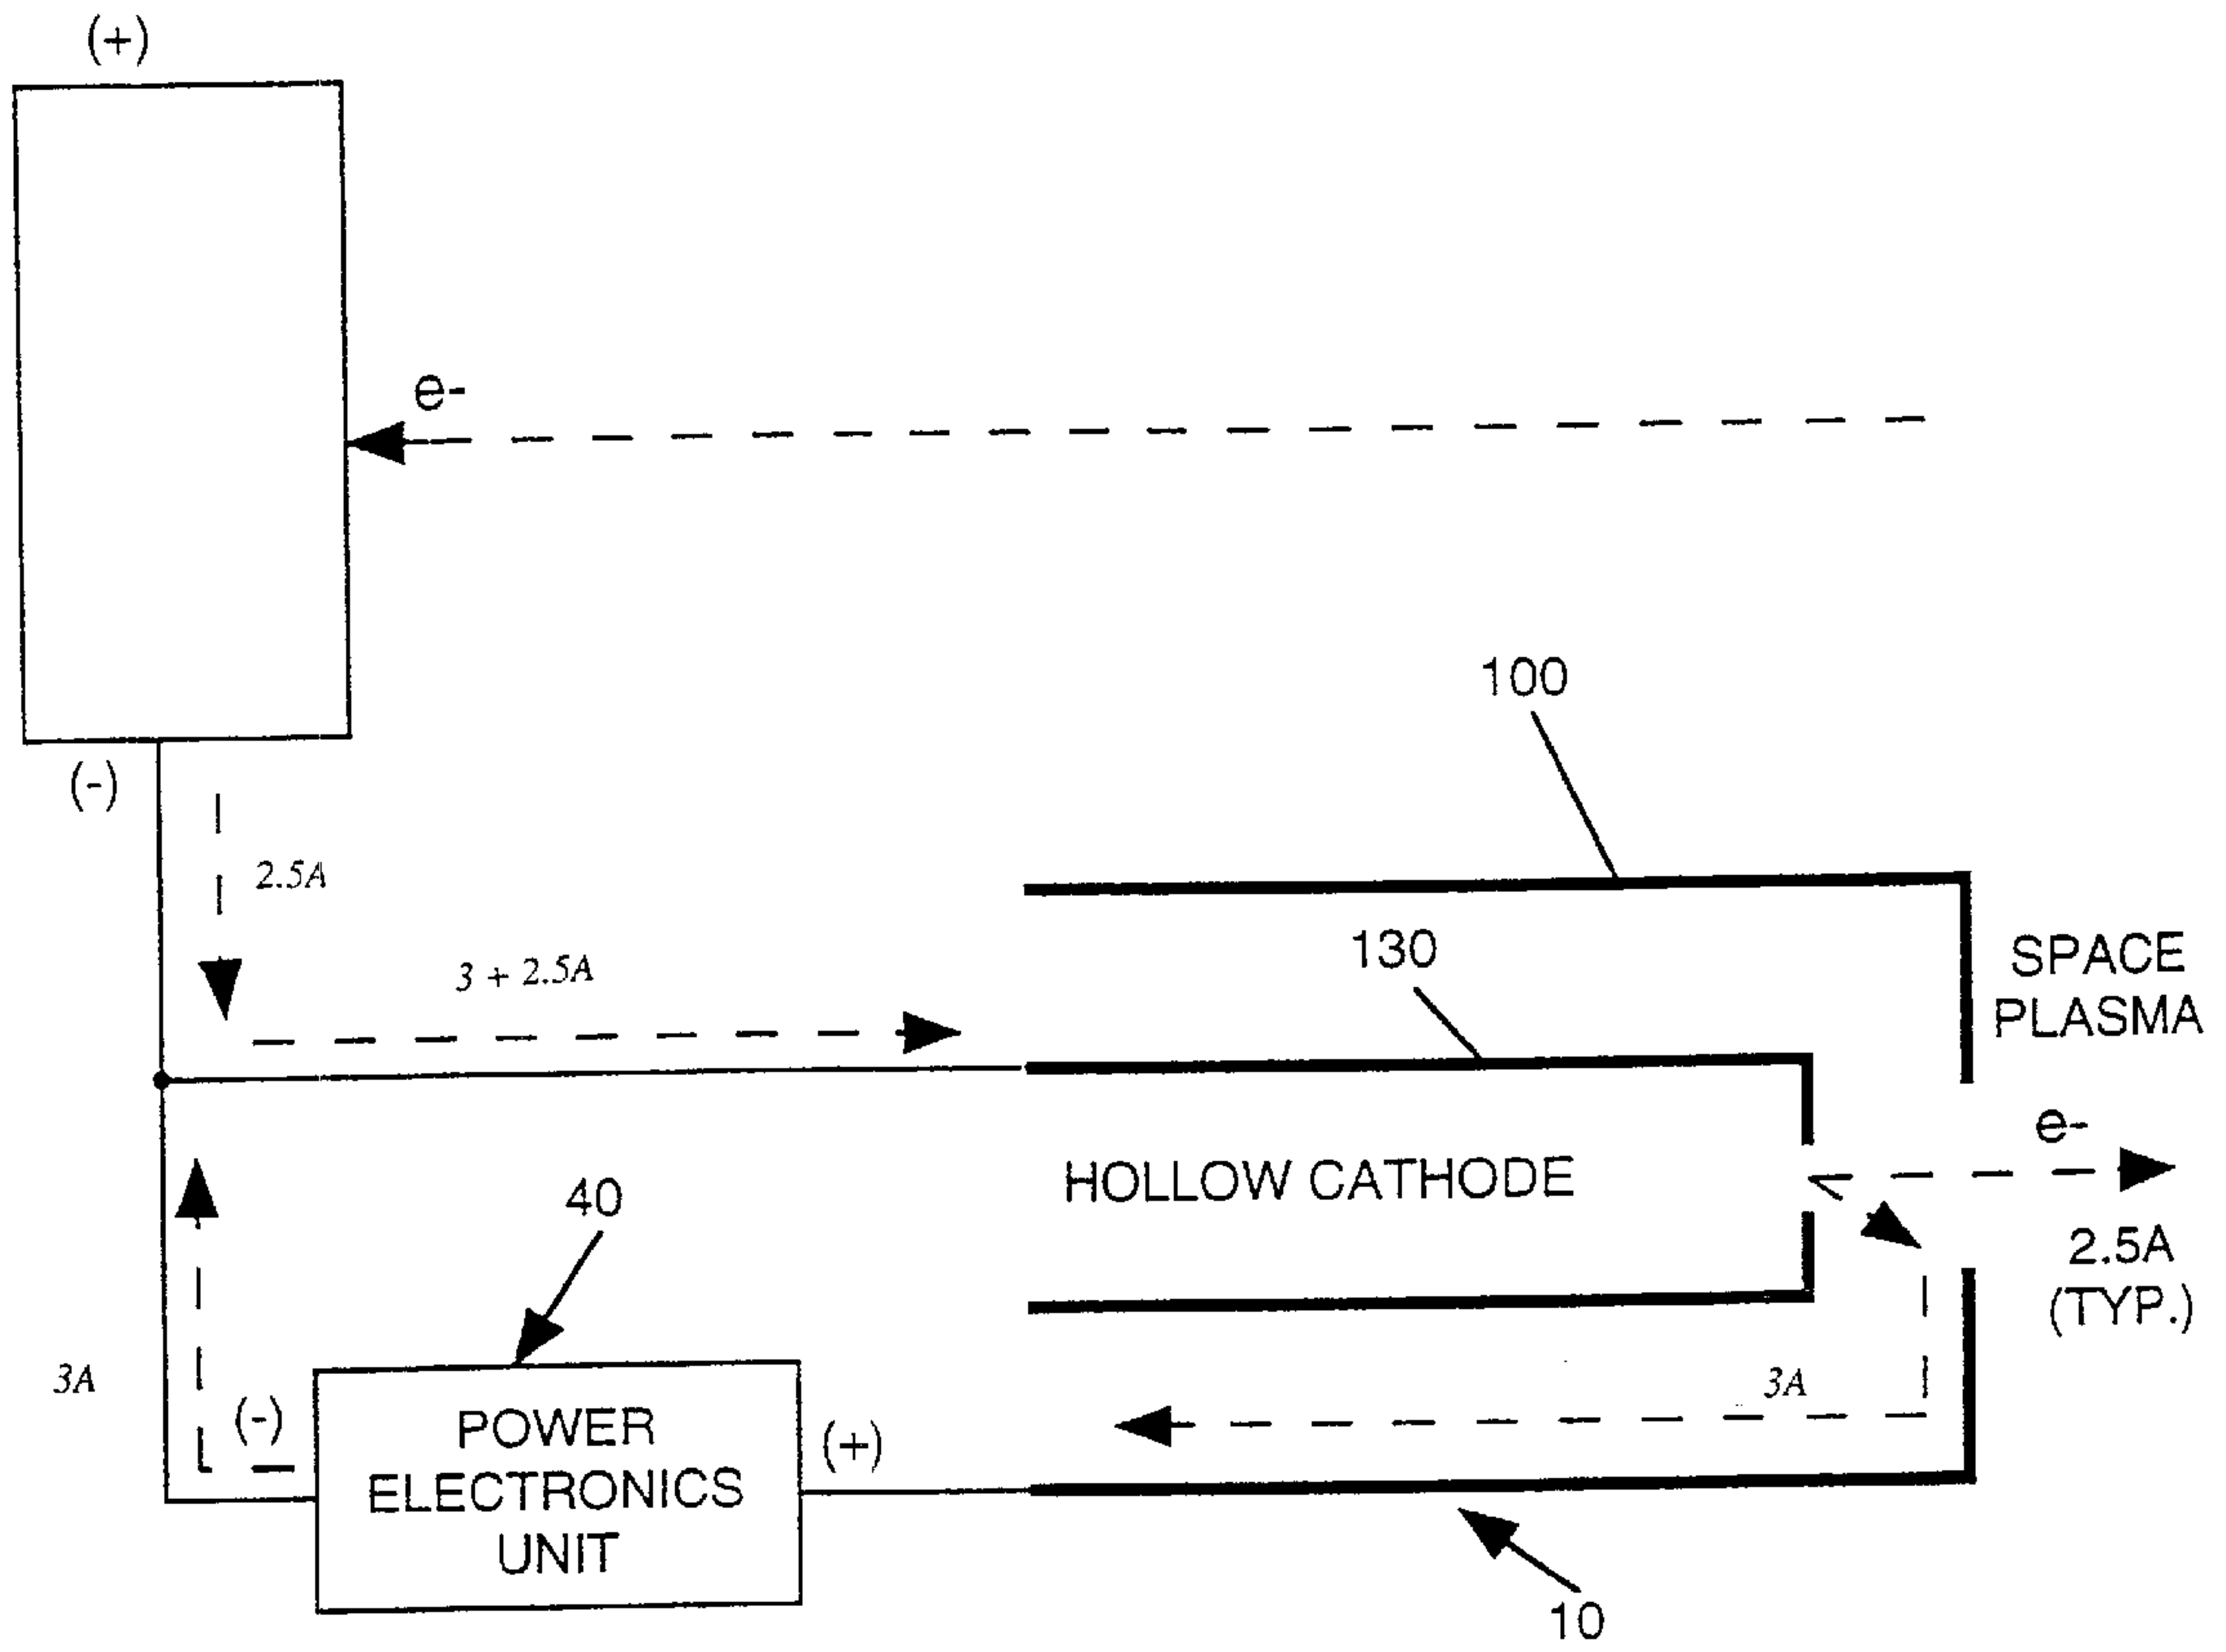 (+)
e-
100
(-)
2.5A
130
SPACE
PLASMA
3 + 2.5A
e-
HOLLOW CATHODE
40
2.5A
(TYP.)
3A
3A
(-)
POWER
ELECTRONICS
UNIT
(+)
10